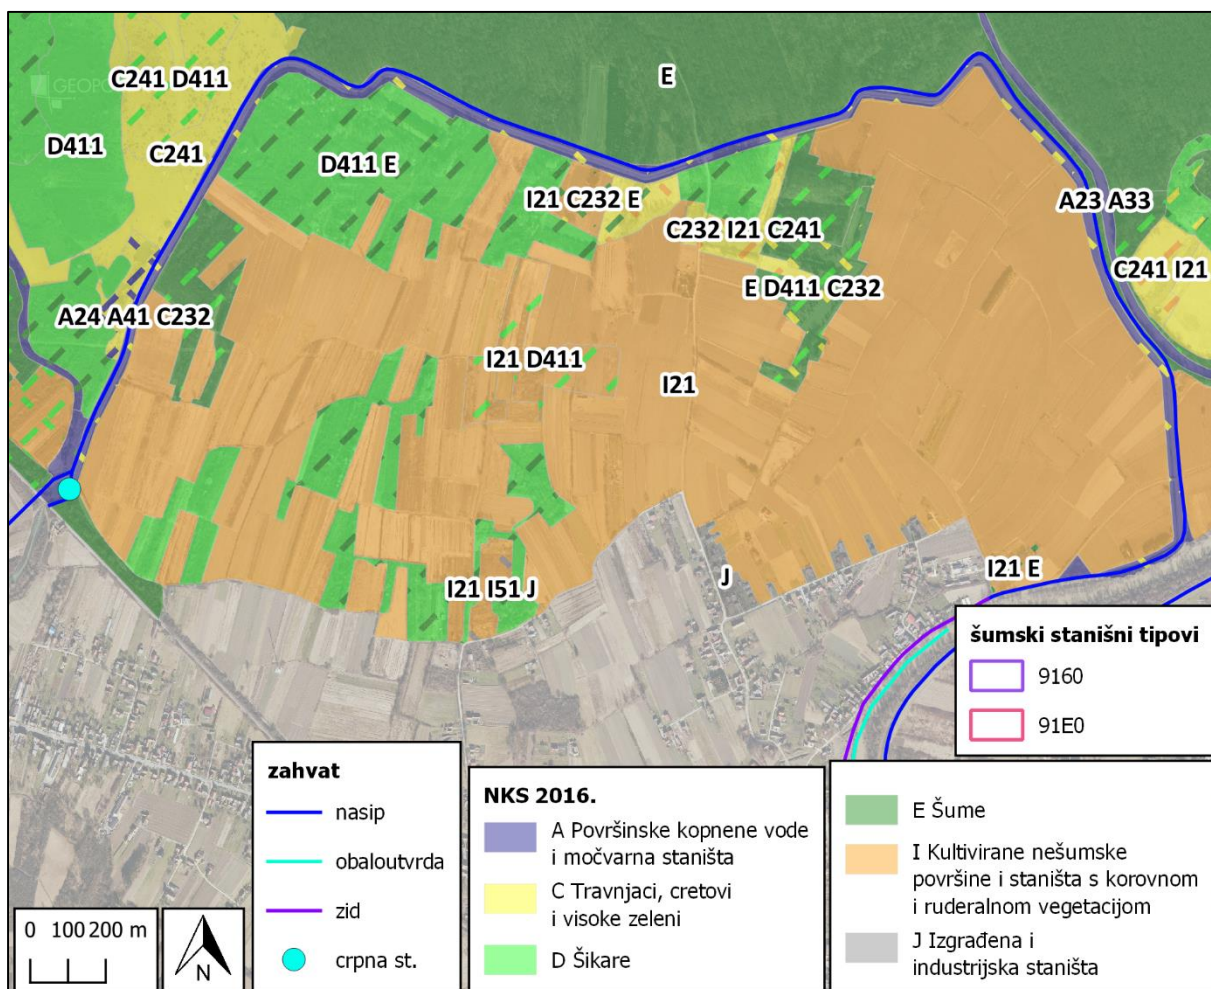 GEOPO
C241 D411
E
D411
C241
D411 E
I21 C232 E
A23 A33
C232 I21 C241
C241 I21
E D411 C232
A24 A41 C232
I21 D411
I21
I21 I51 J
J
I21 E
šumski stanišni tipovi
9160
91E0
zahvat
nasip
obaloutvrda
zid
crpna st.
NKS 2016.
A Površinske kopnene vode
i močvarna staništa
C Travnjaci, cretovi
i visoke zeleni
D Šikare
E Šume
I Kultivirane nešumske
površine i staništa s korovnom
i ruderalnom vegetacijom
J Izgrađena i
industrijska staništa
0 100 200 m
N